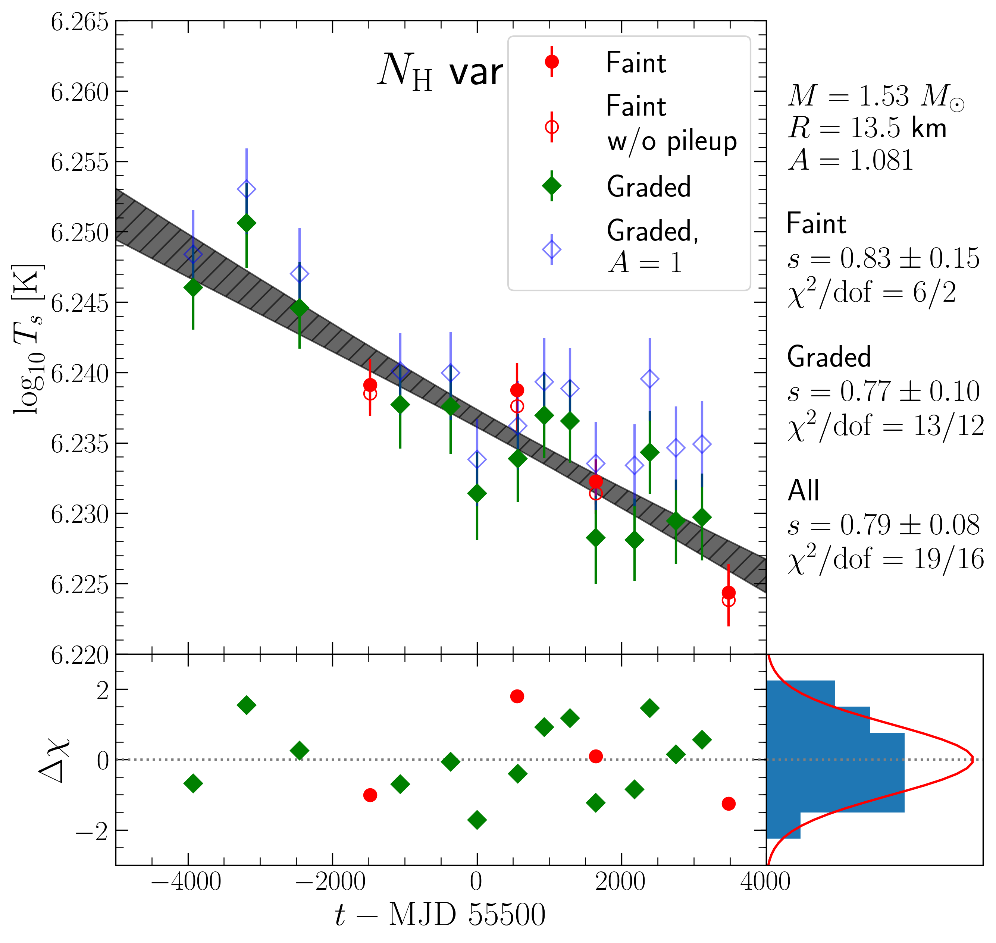 6.265
6.260
6.255
6.250
6.245
6.240
6.235
6.230
6.225
6.220
log₁₀ Tₛ [K]
N_H var
Faint
Faint
w/o pileup
Graded
Graded,
A = 1
M = 1.53 M⊙
R = 13.5 km
A = 1.081
Faint
s = 0.83 ± 0.15
χ²/dof = 6/2
Graded
s = 0.77 ± 0.10
χ²/dof = 13/12
All
s = 0.79 ± 0.08
χ²/dof = 19/16
2
0
−2
Δχ
−4000
−2000
0
2000
4000
t − MJD 55500